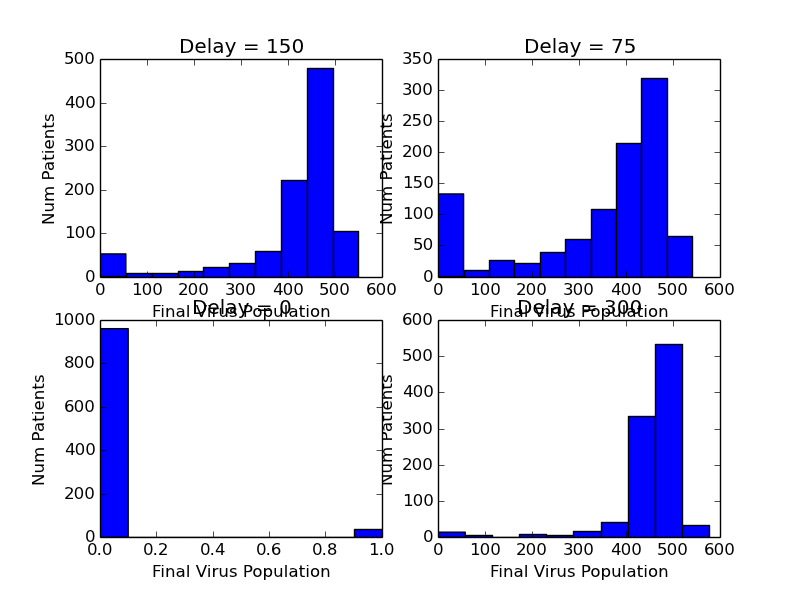 Delay = 150
Num Patients
500
400
300
200
100
0
0 100 200 300 400 500 600
Final Virus Population
Delay = 75
Num Patients
350
300
250
200
150
100
50
0
0 100 200 300 400 500 600
Final Virus Population
Delay = 0
Num Patients
1000
800
600
400
200
0
0.0 0.2 0.4 0.6 0.8 1.0
Final Virus Population
Delay = 300
Num Patients
600
500
400
300
200
100
0
0 100 200 300 400 500 600
Final Virus Population